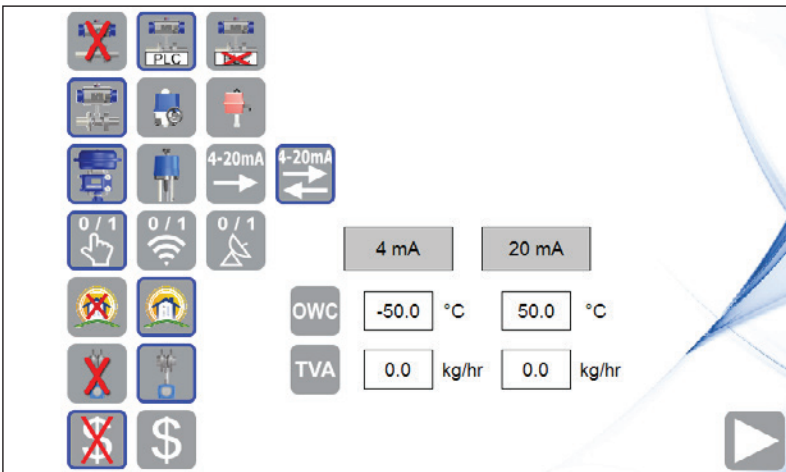 PLC
PLC
4-20mA
4-20mA
0 / 1
0 / 1
0 / 1
4 mA
20 mA
OWC
-50.0
°C
50.0
°C
TVA
0.0
kg/hr
0.0
kg/hr
$
$